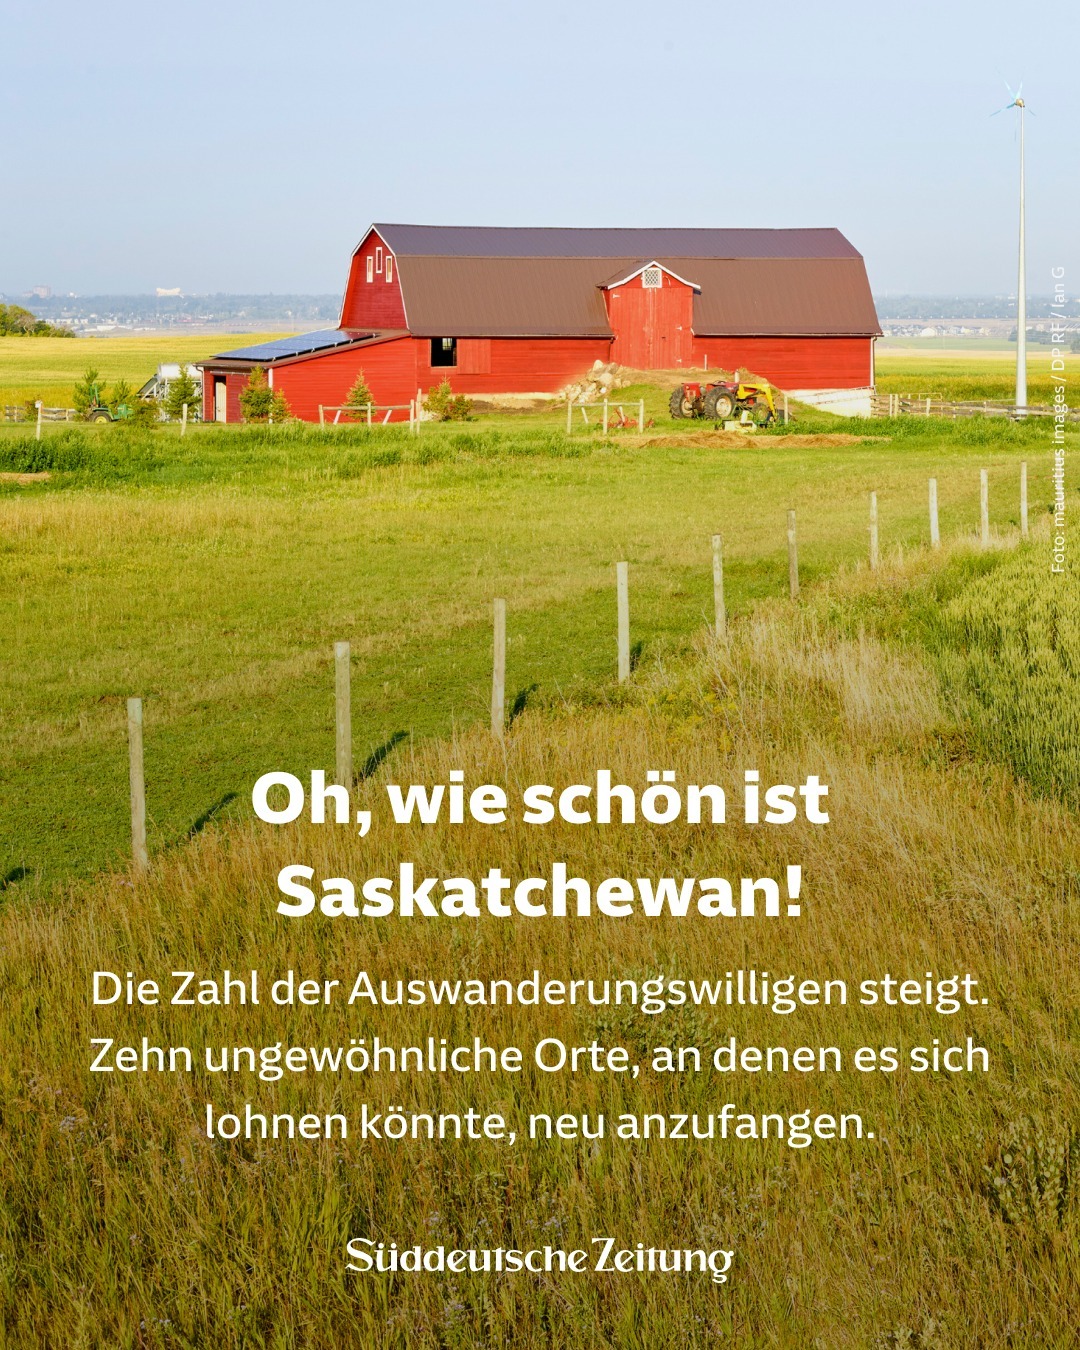 Oh, wie schön ist
Saskatchewan!
Die Zahl der Auswanderungswilligen steigt.
Zehn ungewöhnliche Orte, an denen es sich
lohnen könnte, neu anzufangen.
Süddeutsche Zeitung
Foto: mauritius images / DP RF / Ian G